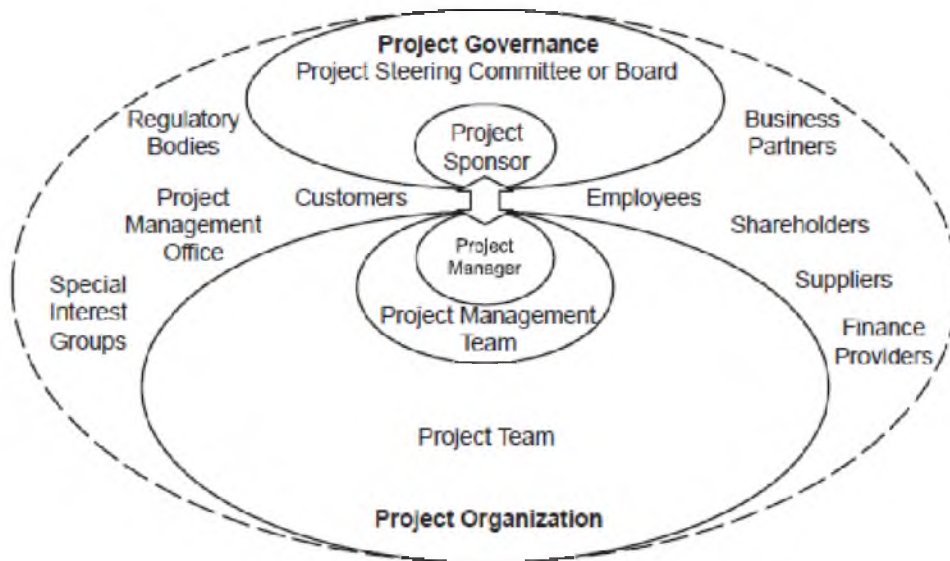 Project Governance
Project Steering Committee or Board
Regulatory
Bodies
Project
Sponsor
Business
Partners
Project
Management
Office
Customers
Employees
Shareholders
Project
Manager
Special
Interest
Groups
Suppliers
Project Management
Team
Finance
Providers
Project Team
Project Organization